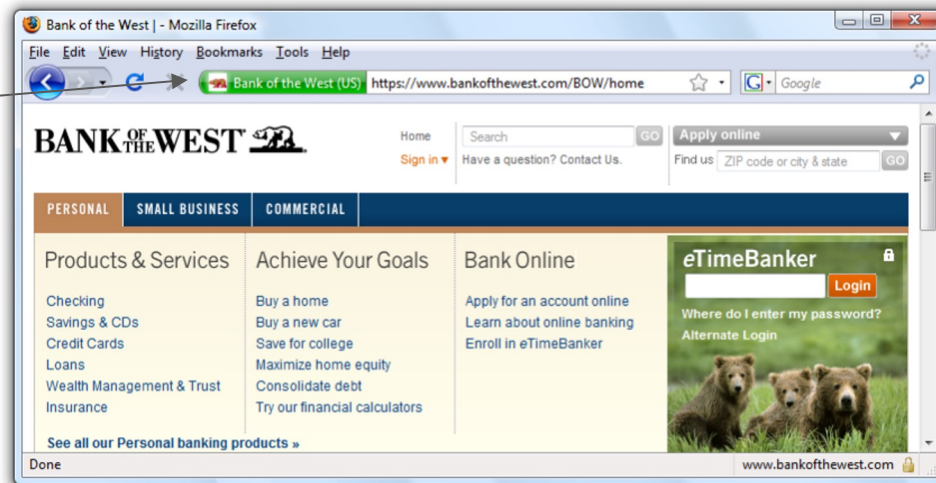 Bank of the West | - Mozilla Firefox
File Edit View History Bookmarks Tools Help
Bank of the West (US) https://www.bankofthewest.com/BOW/home G Google
BANK OF THE WEST
Home Search GO Apply online
Sign in Have a question? Contact Us. Find us ZIP code or city & state GO
PERSONAL SMALL BUSINESS COMMERCIAL
Products & Services
Checking
Savings & CDs
Credit Cards
Loans
Wealth Management & Trust
Insurance
See all our Personal banking products »
Achieve Your Goals
Buy a home
Buy a new car
Save for college
Maximize home equity
Consolidate debt
Try our financial calculators
Bank Online
Apply for an account online
Learn about online banking
Enroll in eTimeBanker
eTimeBanker
Login
Where do I enter my password?
Alternate Login
Done www.bankofthewest.com